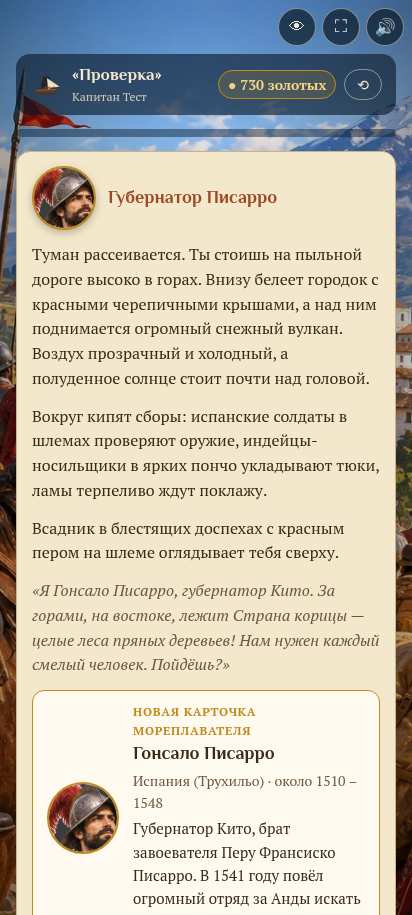 «Проверка»
Капитан Тест
● 730 золотых
Губернатор Писарро
Туман рассеивается. Ты стоишь на пыльной
дороге высоко в горах. Внизу белеет городок с
красными черепичными крышами, а над ним
поднимается огромный снежный вулкан.
Воздух прозрачный и холодный, а
полуденное солнце стоит почти над головой.
Вокруг кипят сборы: испанские солдаты в
шлемах проверяют оружие, индейцы-
носильщики в ярких пончо укладывают тюки,
ламы терпеливо ждут поклажу.
Всадник в блестящих доспехах с красным
пером на шлеме оглядывает тебя сверху.
«Я Гонсало Писарро, губернатор Кито. За
горами, на востоке, лежит Страна корицы —
целые леса пряных деревьев! Нам нужен каждый
смелый человек. Пойдёшь?»
НОВАЯ КАРТОЧКА
МОРЕПЛАВАТЕЛЯ
Гонсало Писарро
Испания (Трухильо) · около 1510 –
1548
Губернатор Кито, брат
завоевателя Перу Франсиско
Писарро. В 1541 году повёл
огромный отряд за Анды искать